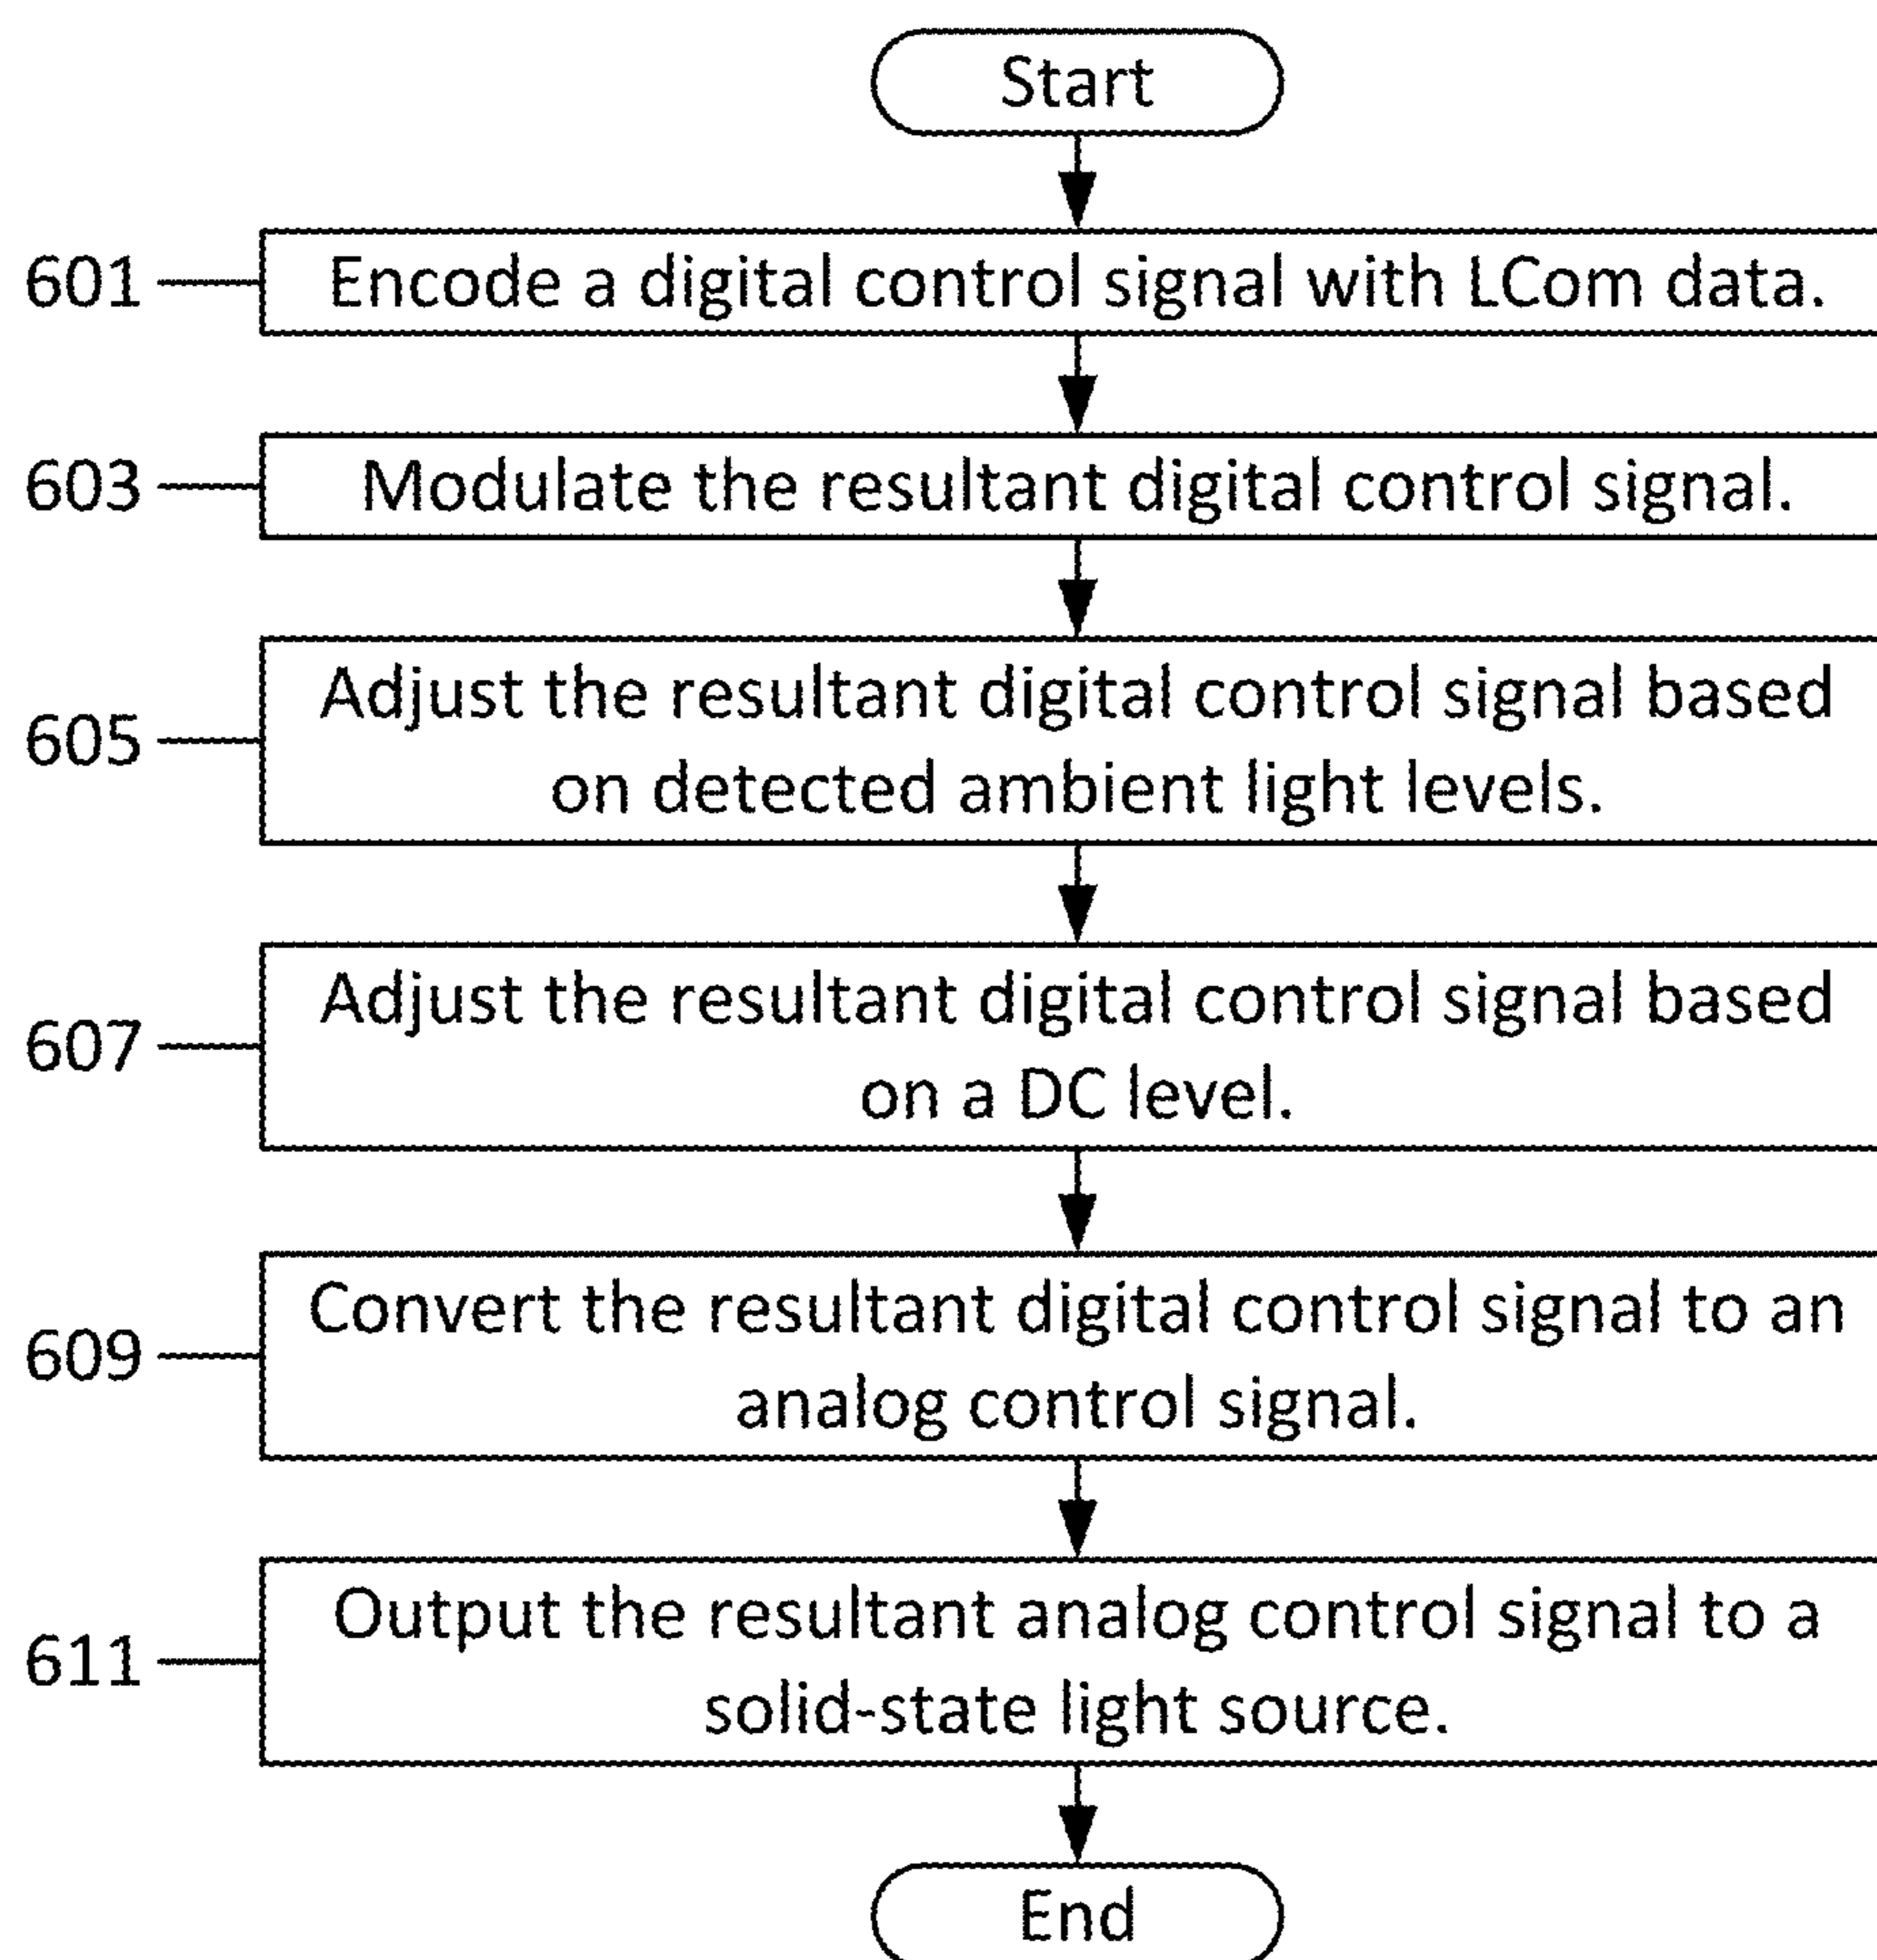 Start
601
Encode a digital control signal with LCom data.
603
Modulate the resultant digital control signal.
605
Adjust the resultant digital control signal based
on detected ambient light levels.
607
Adjust the resultant digital control signal based
on a DC level.
609
Convert the resultant digital control signal to an
analog control signal.
611
Output the resultant analog control signal to a
solid-state light source.
End